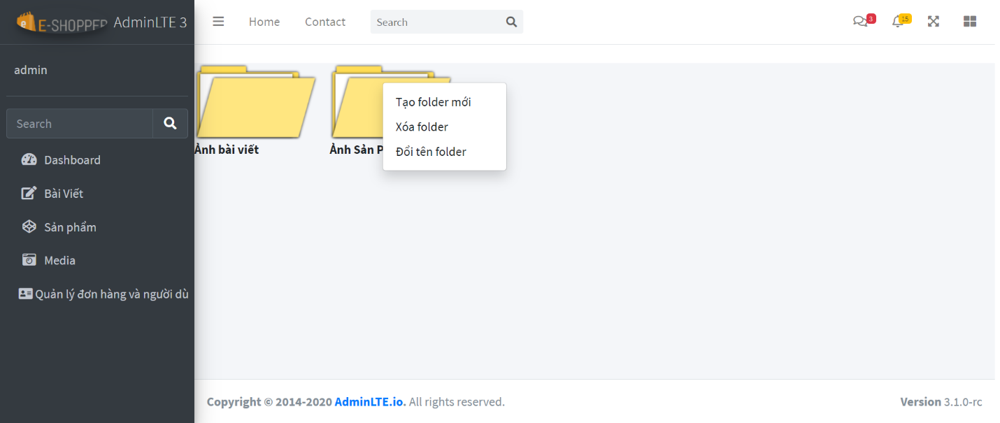 E-SHOPPER AdminLTE 3
Home
Contact
Search
3
15
admin
Search
Dashboard
Bài Viết
Sản phẩm
Media
Quản lý đơn hàng và người dù
Ảnh bài viết
Ảnh Sản P
Tạo folder mới
Xóa folder
Đổi tên folder
Copyright © 2014-2020 AdminLTE.io. All rights reserved.
Version 3.1.0-rc